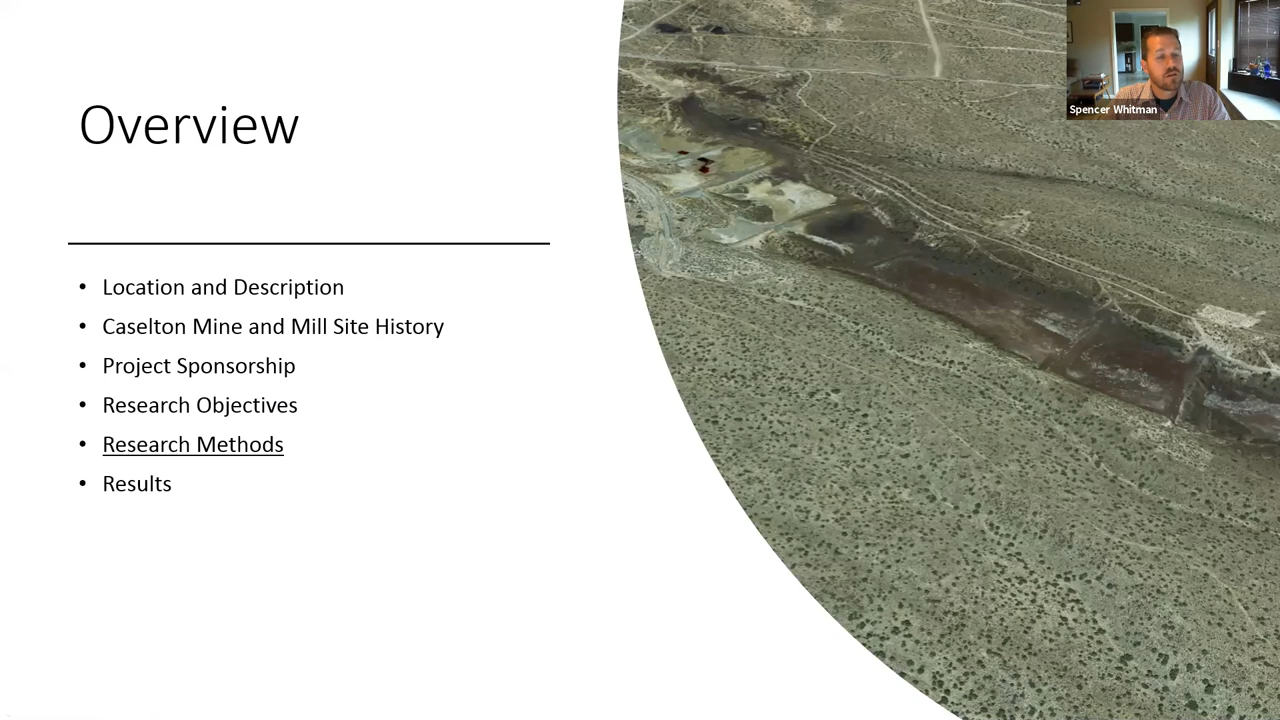 Overview
• Location and Description
• Caselton Mine and Mill Site History
• Project Sponsorship
• Research Objectives
• Research Methods
• Results
Spencer Whitman